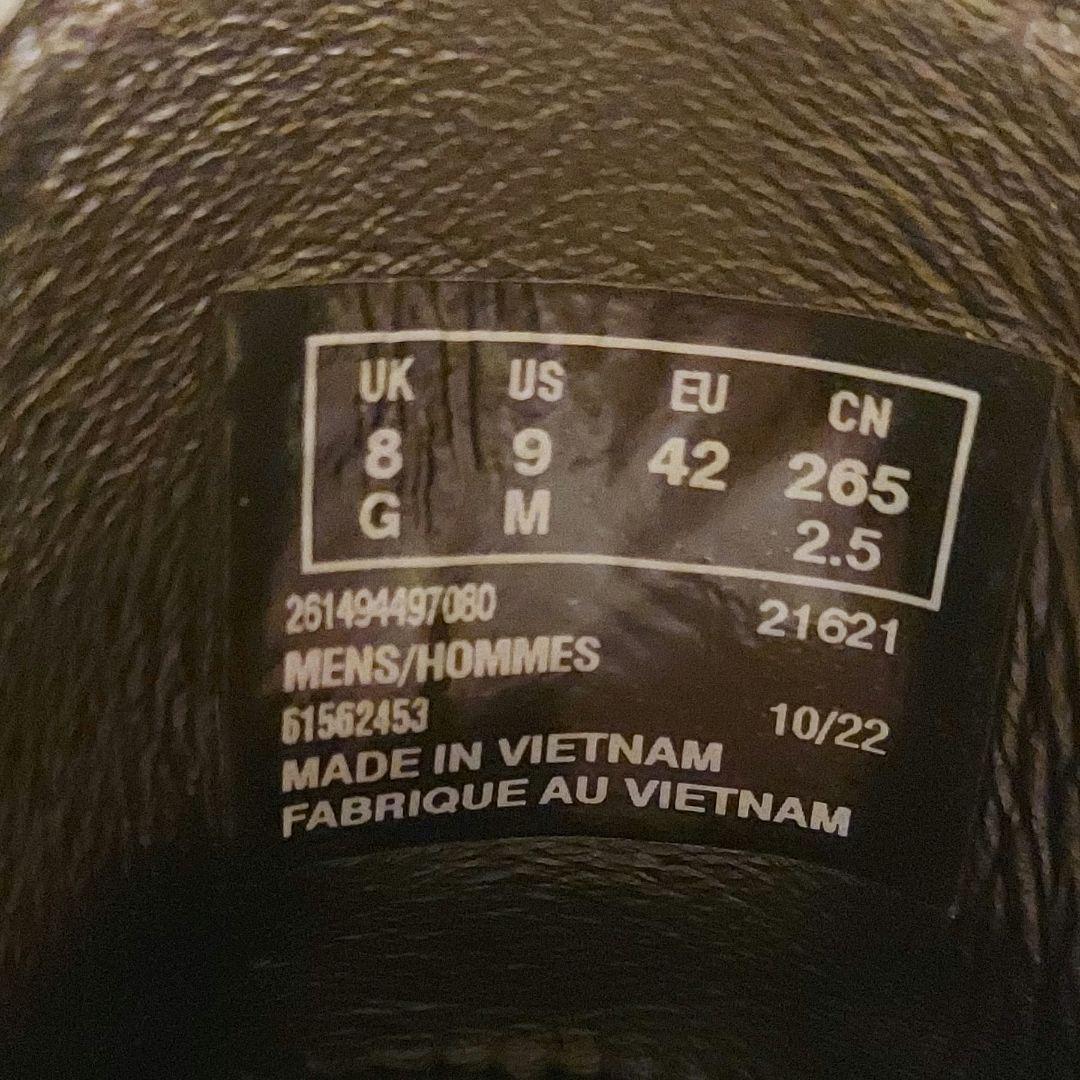 UK US EU CN
8 9 42 265
G M 2.5
261494497080 21621
MENS/HOMMES
61562453 10/22
MADE IN VIETNAM
FABRIQUE AU VIETNAM